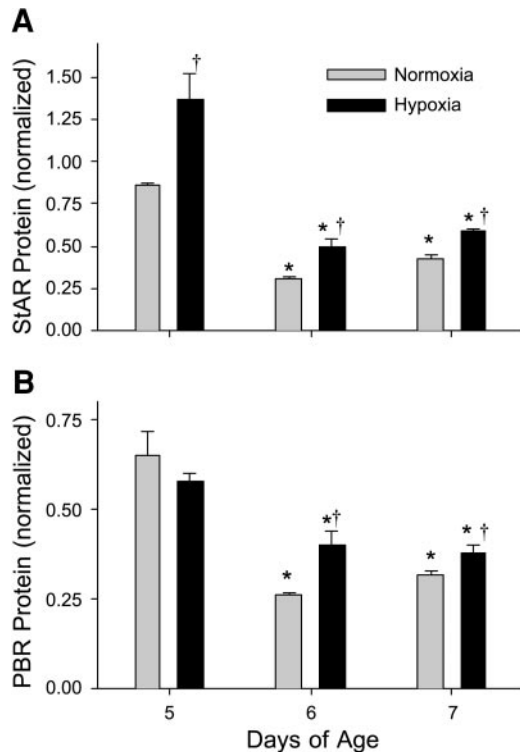 A
†
1.50
Normoxia
Hypoxia
1.25
1.00
0.75
0.50
0.25
0.00
StAR Protein (normalized)
*
* †
*
* †
B
0.75
0.50
0.25
0.00
PBR Protein (normalized)
*
*†
*
* †
5 6 7
Days of Age